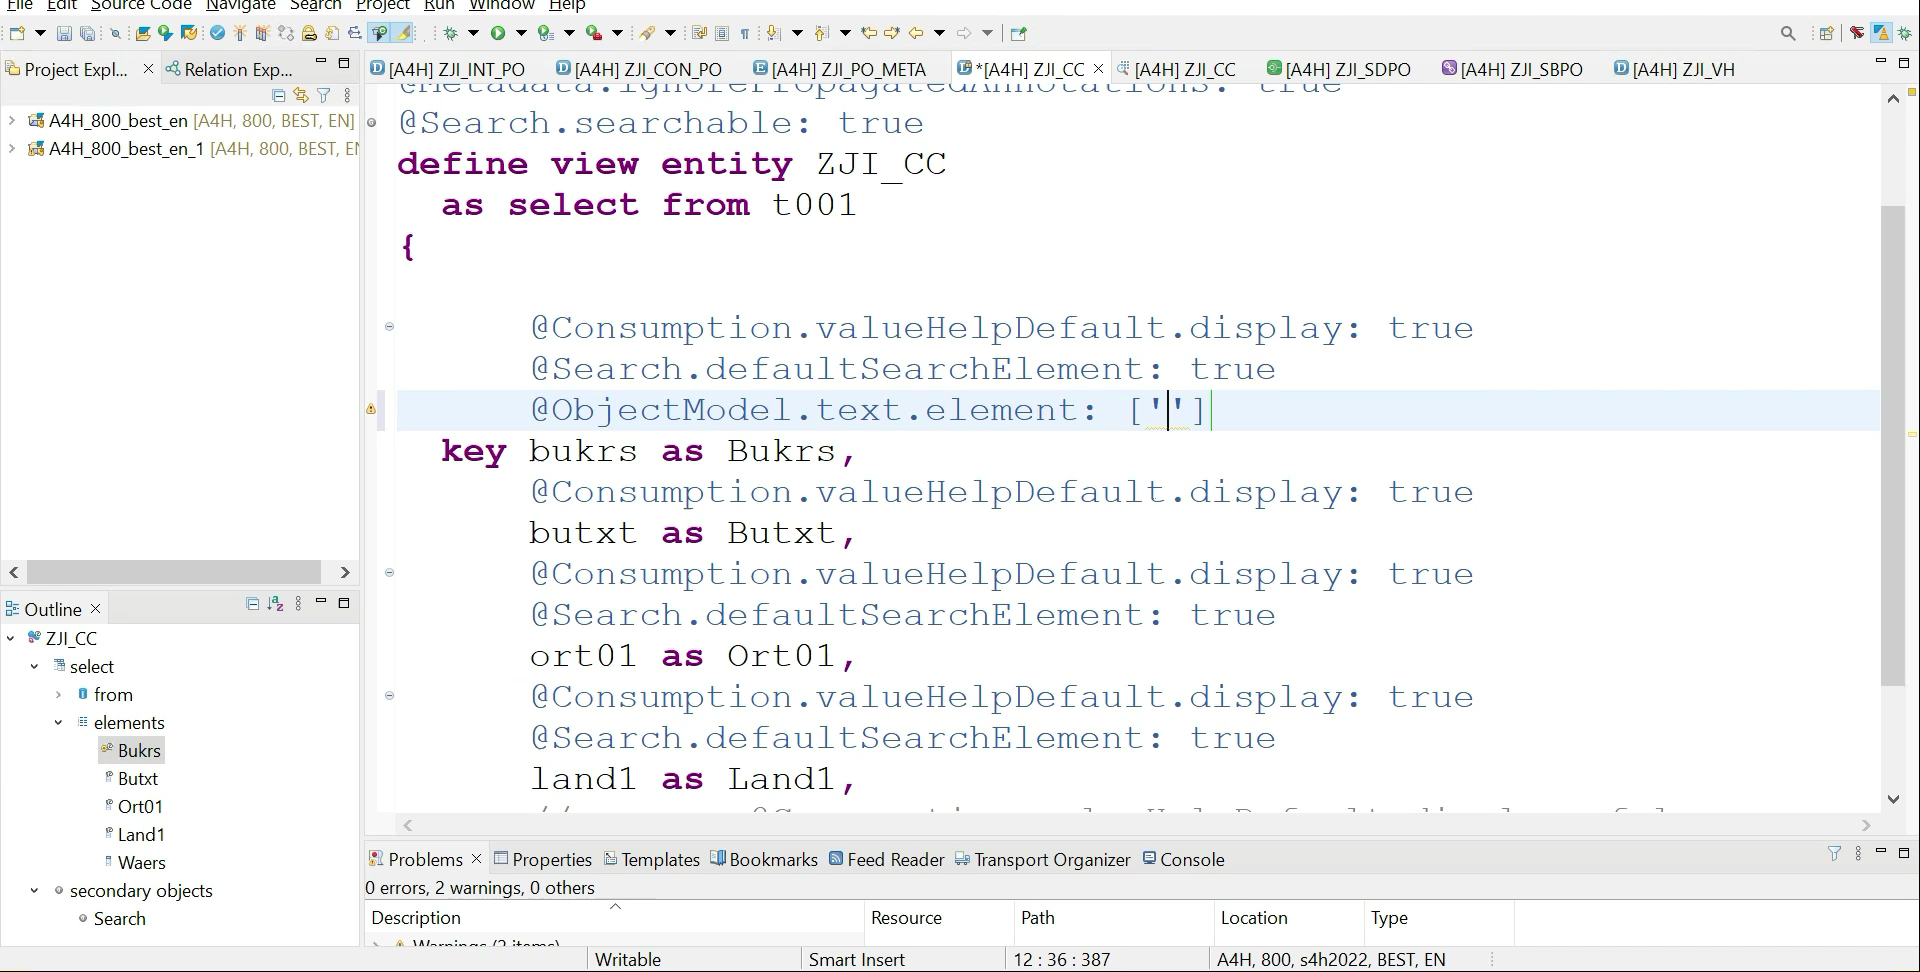 File Edit Source Code Navigate Search Project Run Window Help
Project Expl... Relation Exp...
[A4H] ZJI_INT_PO [A4H] ZJI_CON_PO [A4H] ZJI_PO_META *[A4H] ZJI_CC [A4H] ZJI_CC [A4H] ZJI_SDPO [A4H] ZJI_SBPO [A4H] ZJI_VH
A4H_800_best_en [A4H, 800, BEST, EN]
A4H_800_best_en_1 [A4H, 800, BEST, EN
@Metadata.ignorePropagatedAnnotations: true
@Search.searchable: true
define view entity ZJI_CC
as select from t001
{
@Consumption.valueHelpDefault.display: true
@Search.defaultSearchElement: true
@ObjectModel.text.element: ['']
key bukrs as Bukrs,
@Consumption.valueHelpDefault.display: true
butxt as Butxt,
@Consumption.valueHelpDefault.display: true
@Search.defaultSearchElement: true
ort01 as Ort01,
@Consumption.valueHelpDefault.display: true
@Search.defaultSearchElement: true
land1 as Land1,
Outline
ZJI_CC
select
from
elements
Bukrs
Butxt
Ort01
Land1
Waers
secondary objects
Search
Problems Properties Templates Bookmarks Feed Reader Transport Organizer Console
0 errors, 2 warnings, 0 others
Description Resource Path Location Type
Warnings (2 items)
Writable Smart Insert 12 : 36 : 387 A4H, 800, s4h2022, BEST, EN